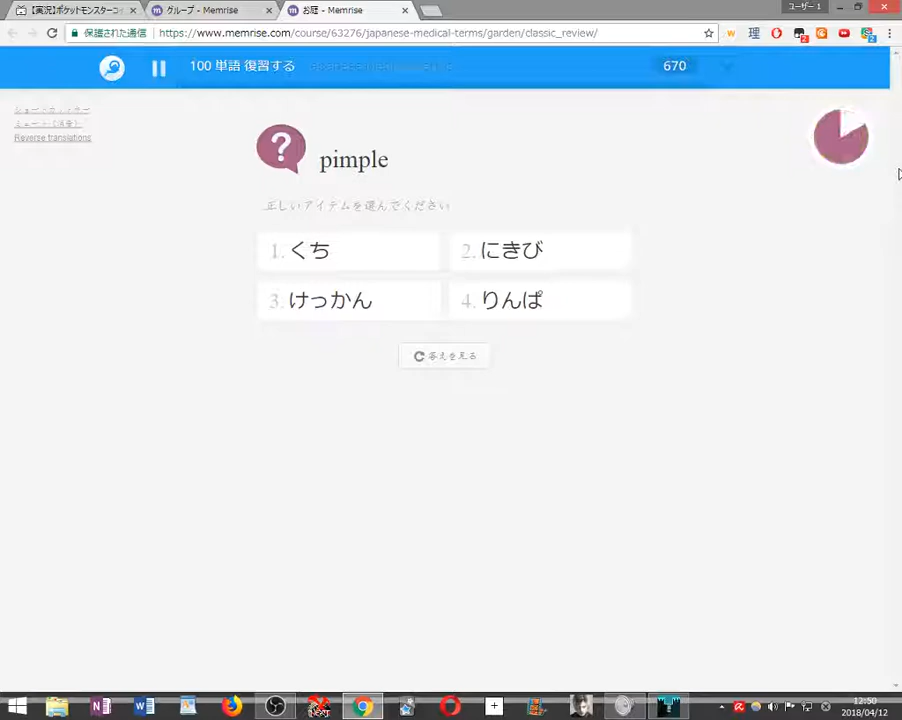 【実況】ポケットモンスターコ
グループ - Memrise
お題 - Memrise
ユーザー 1
保護された通信
https://www.memrise.com/course/63276/japanese-medical-terms/garden/classic_review/
100 単語 復習する
670
Reverse translations
pimple
正しいアイテムを選んでください
1. くち
2. にきび
3. けっかん
4. りんぱ
答えを見る
12:50
2018/04/12